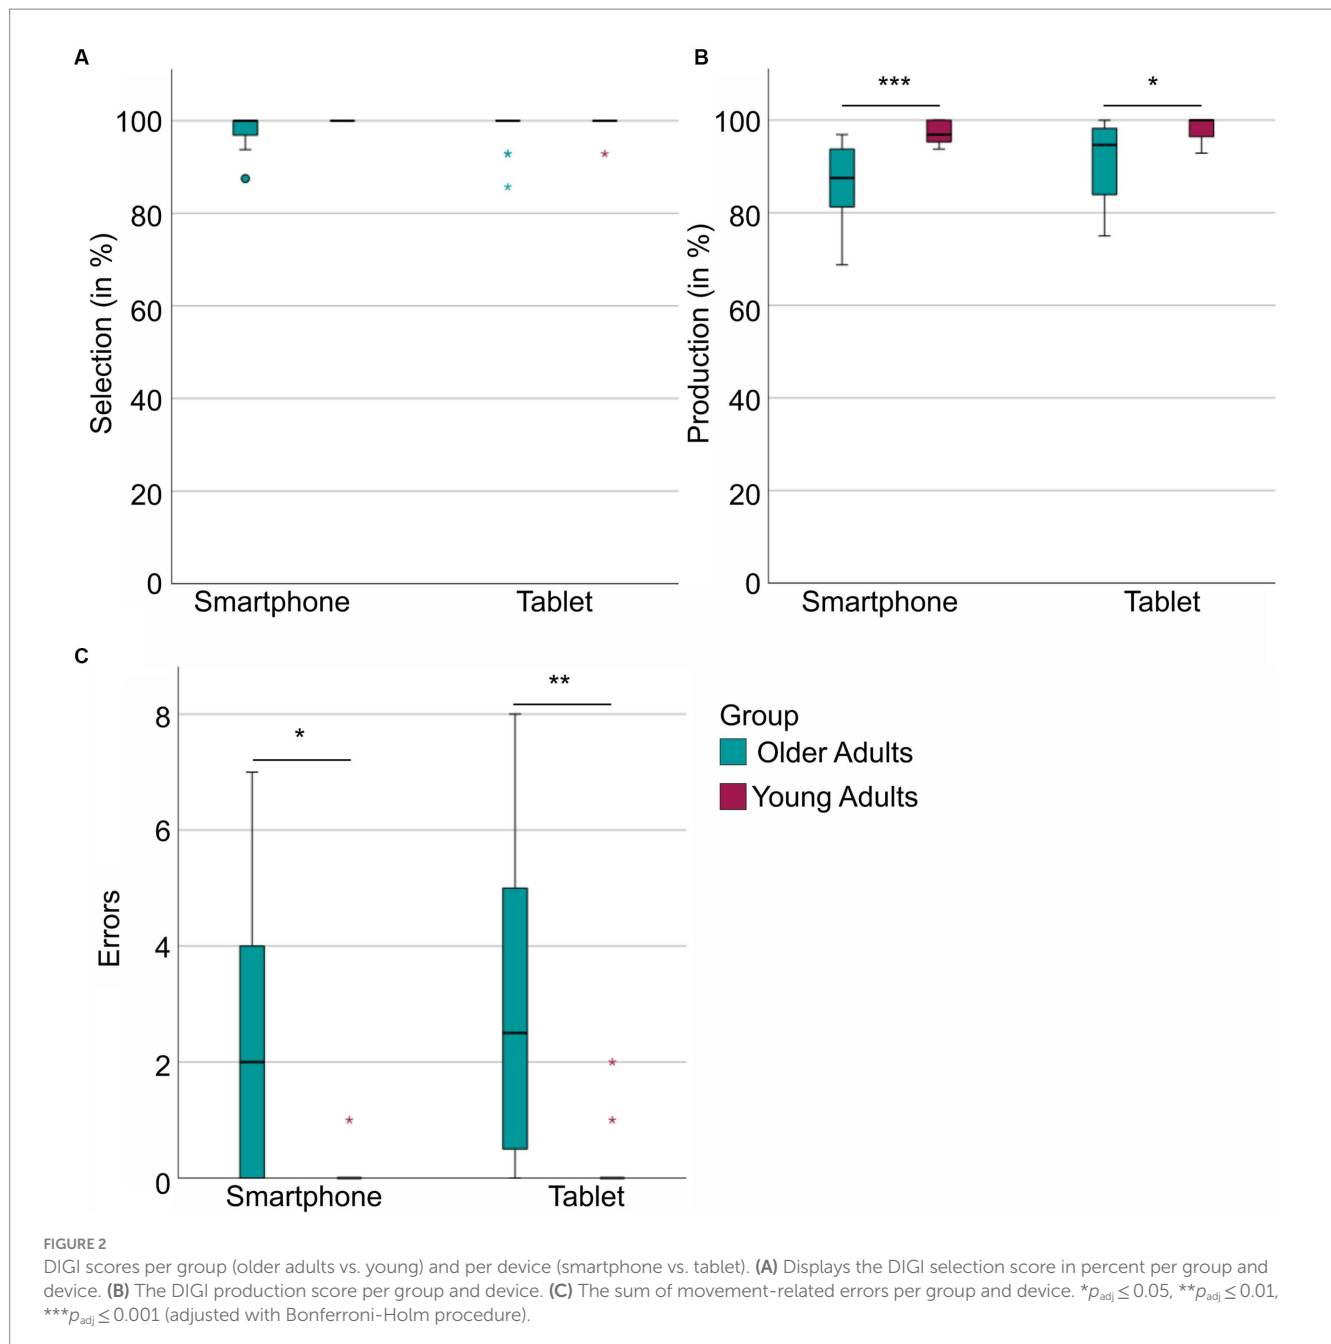 A
Selection (in %)
100
80
60
40
20
0
Smartphone Tablet
B
Production (in %)
*** *
100
80
60
40
20
0
Smartphone Tablet
C
Errors
* **
8
6
4
2
0
Smartphone Tablet
Group
Older Adults
Young Adults
FIGURE 2
DIGI scores per group (older adults vs. young) and per device (smartphone vs. tablet). (A) Displays the DIGI selection score in percent per group and
device. (B) The DIGI production score per group and device. (C) The sum of movement-related errors per group and device. *padj ≤ 0.05, **padj ≤ 0.01,
***padj ≤ 0.001 (adjusted with Bonferroni-Holm procedure).